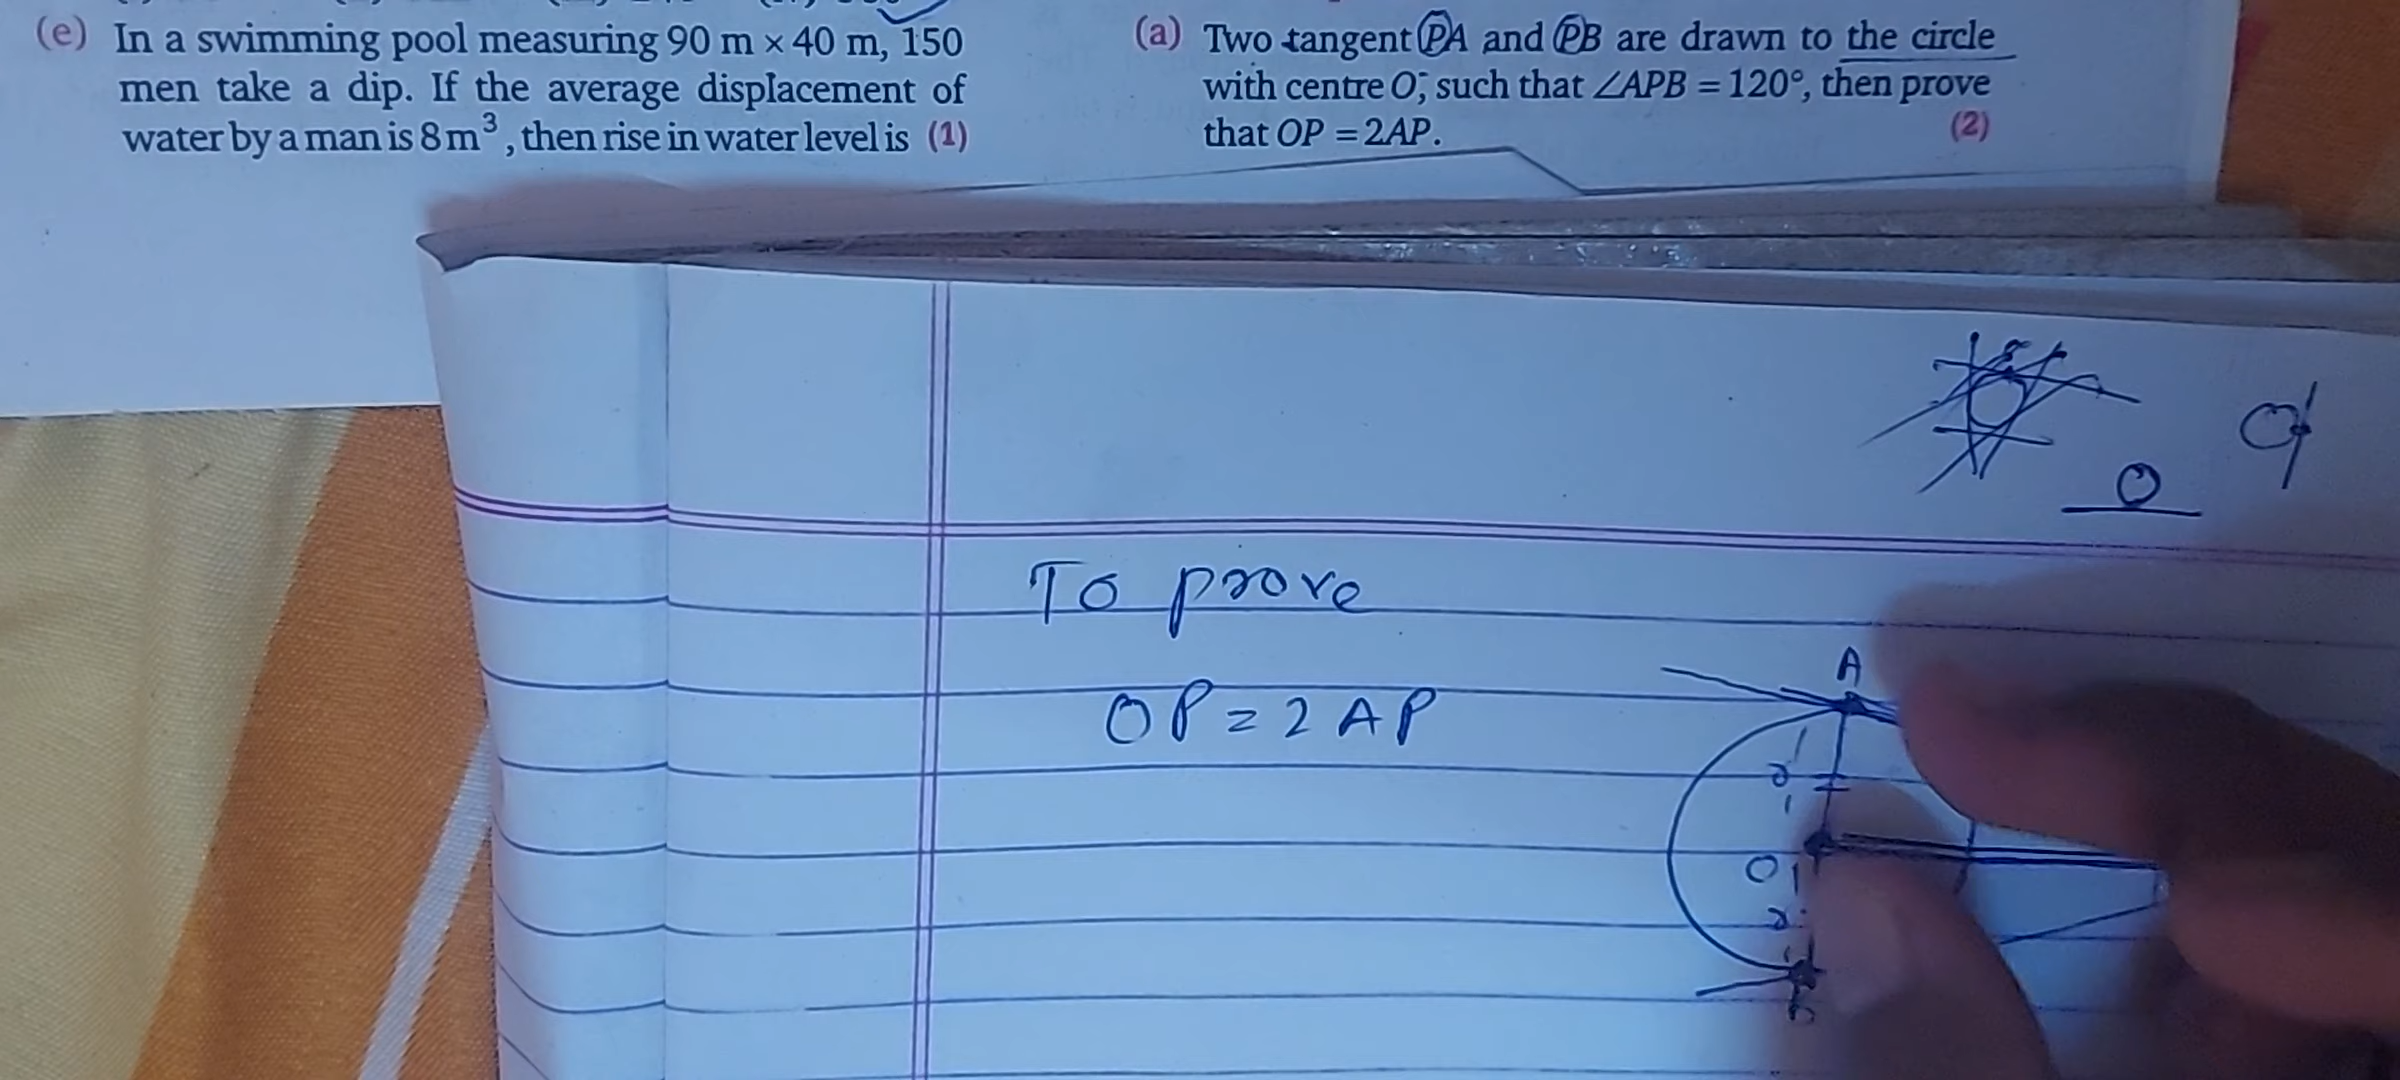 (e) In a swimming pool measuring 90 m × 40 m, 150
men take a dip. If the average displacement of
water by a man is 8 m³, then rise in water level is (1)
(a) Two tangent PA and PB are drawn to the circle
with centre O, such that ∠APB = 120°, then prove
that OP = 2AP. (2)
To prove
OP = 2 AP
A
O